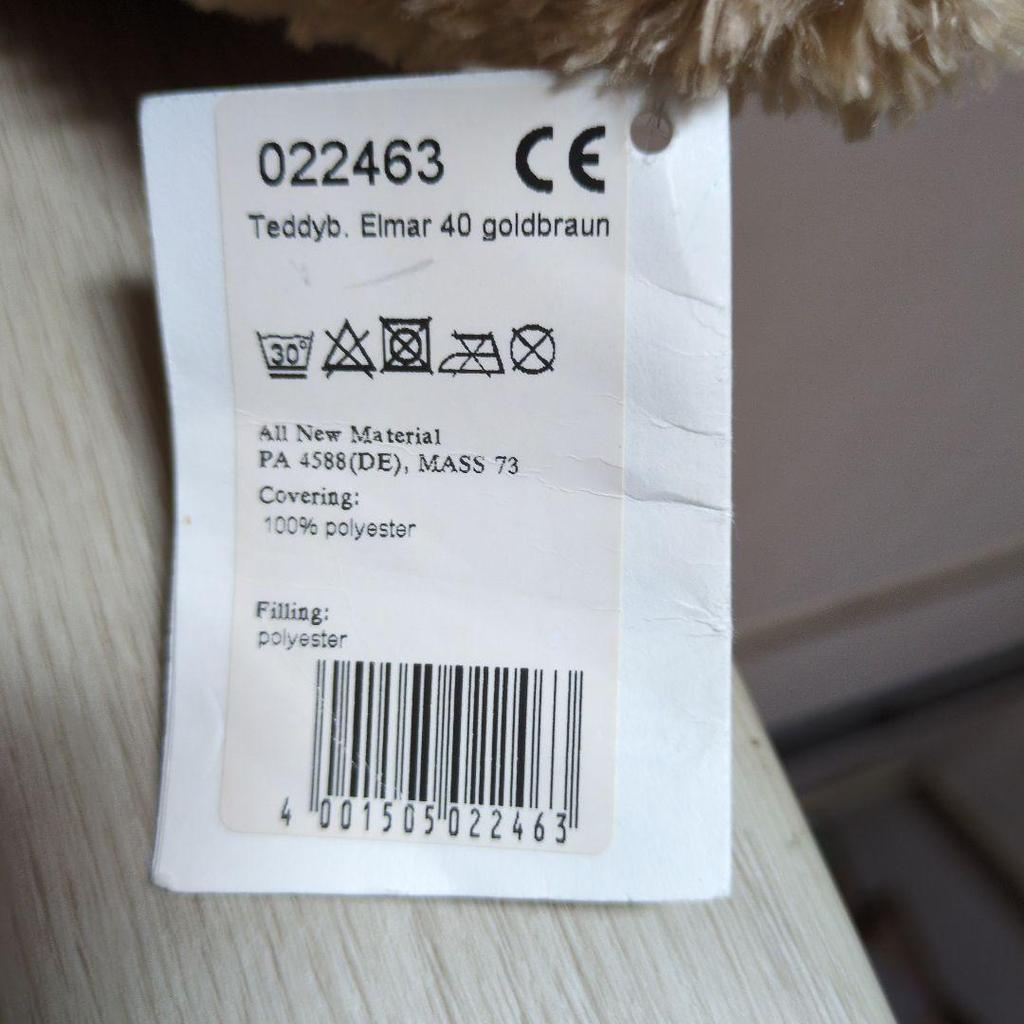 022463 CE
Teddyb. Elmar 40 goldbraun
30°
All New Material
PA 4588(DE), MASS 73
Covering:
100% polyester
Filling:
polyester
4 001505 022463